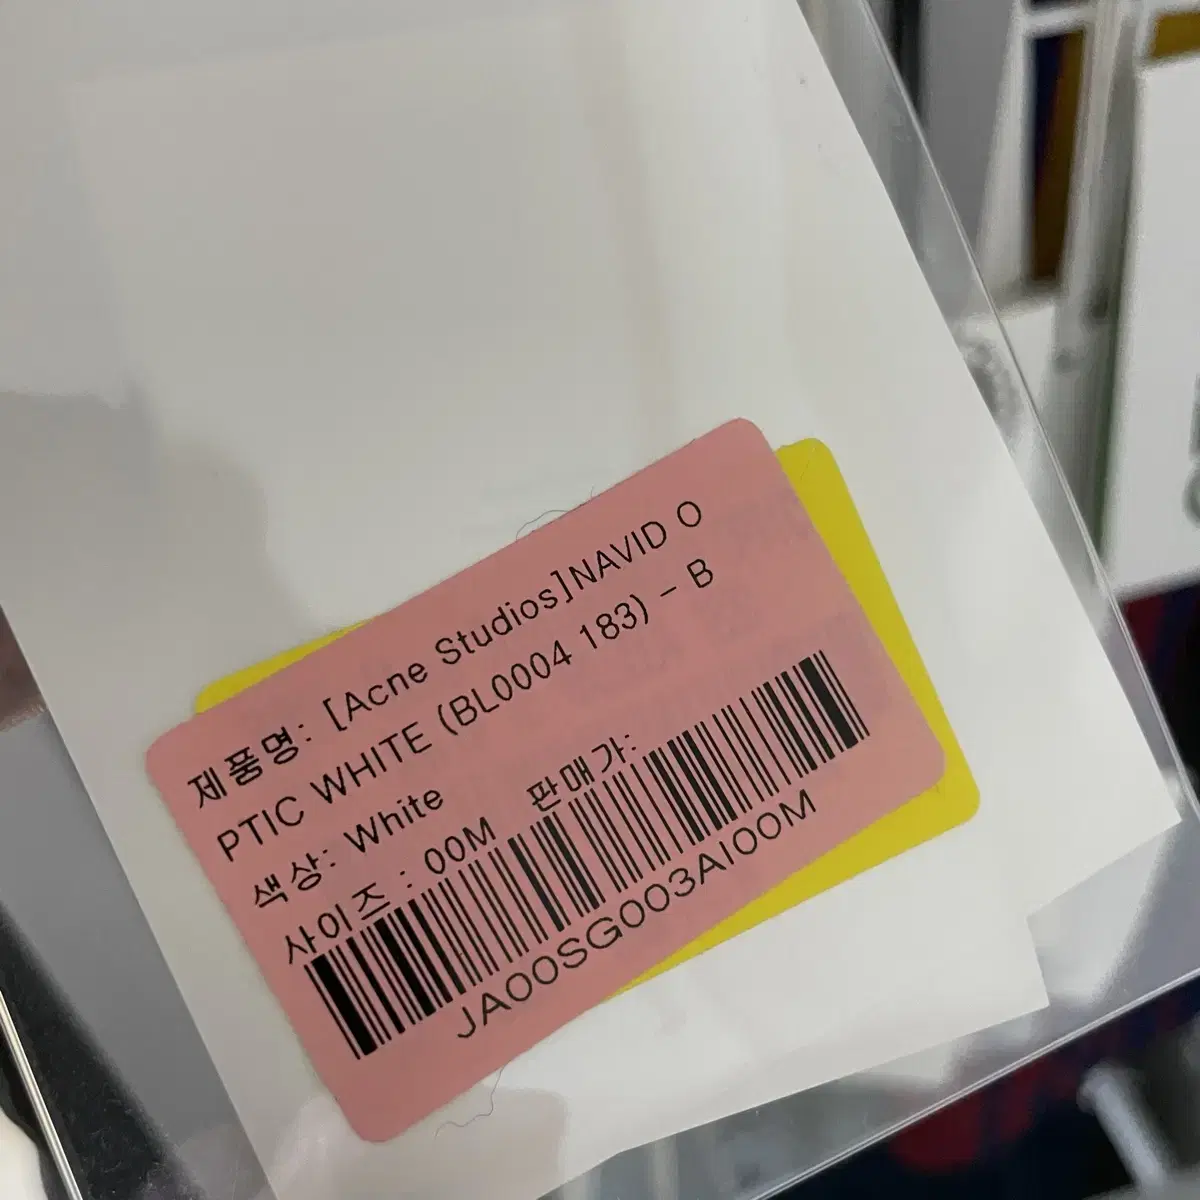 제품명: [Acne Studios]NAVID O
PTIC WHITE (BL0004 183) - B
색상: White
사이즈 : 00M 판매가:
JA00SG003AI00M